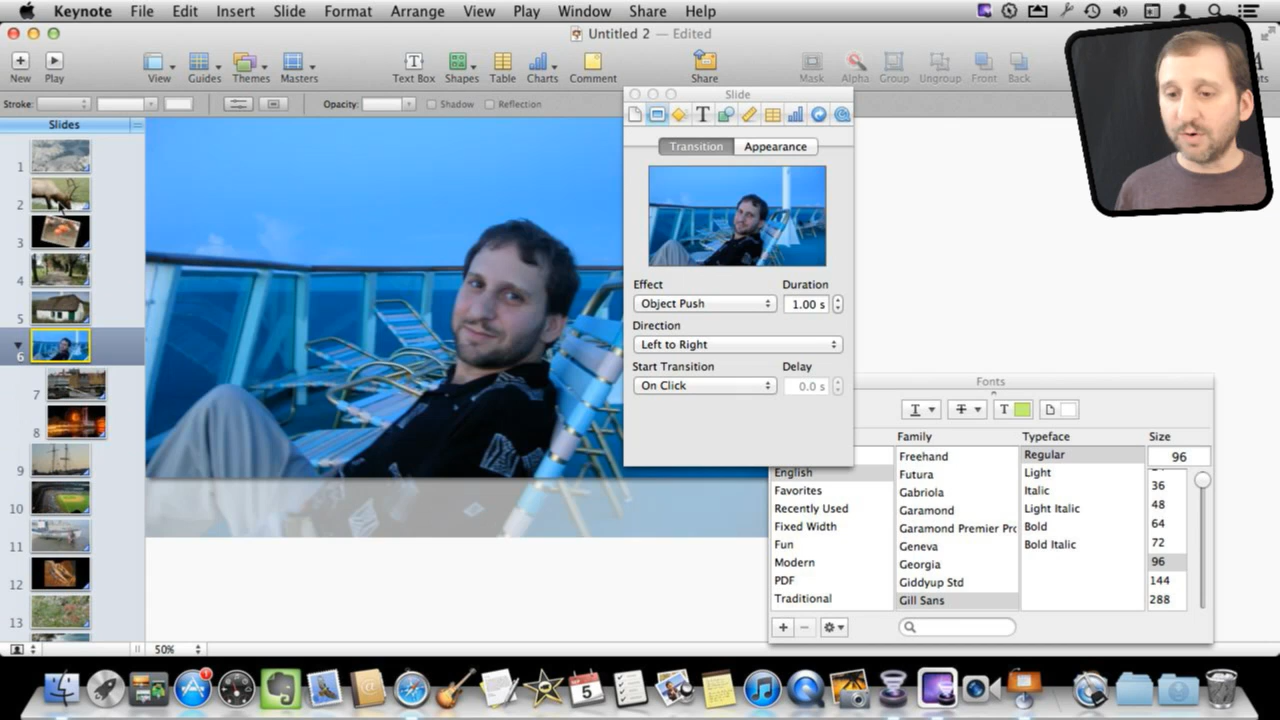 Keynote File Edit Insert Slide Format Arrange View Play Window Share Help
Untitled 2 — Edited
New Play View Guides Themes Masters Text Box Shapes Table Charts Comment Share Mask Alpha Group Ungroup Front Back
Stroke: Opacity: Shadow Reflection
Slides
1
2
3
4
5
6
7
8
9
10
11
12
13
50%
Slide
T
Transition Appearance
Effect Duration
Object Push 1.00 s
Direction
Left to Right
Start Transition Delay
On Click 0.0 s
Fonts
T T T
Family Typeface Size
96
English
Favorites
Recently Used
Fixed Width
Fun
Modern
PDF
Traditional
Freehand
Futura
Gabriola
Garamond
Garamond Premier Pro
Geneva
Georgia
Giddyup Std
Gill Sans
Regular
Light
Italic
Light Italic
Bold
Bold Italic
36
48
64
72
96
144
288
SEP
5
1